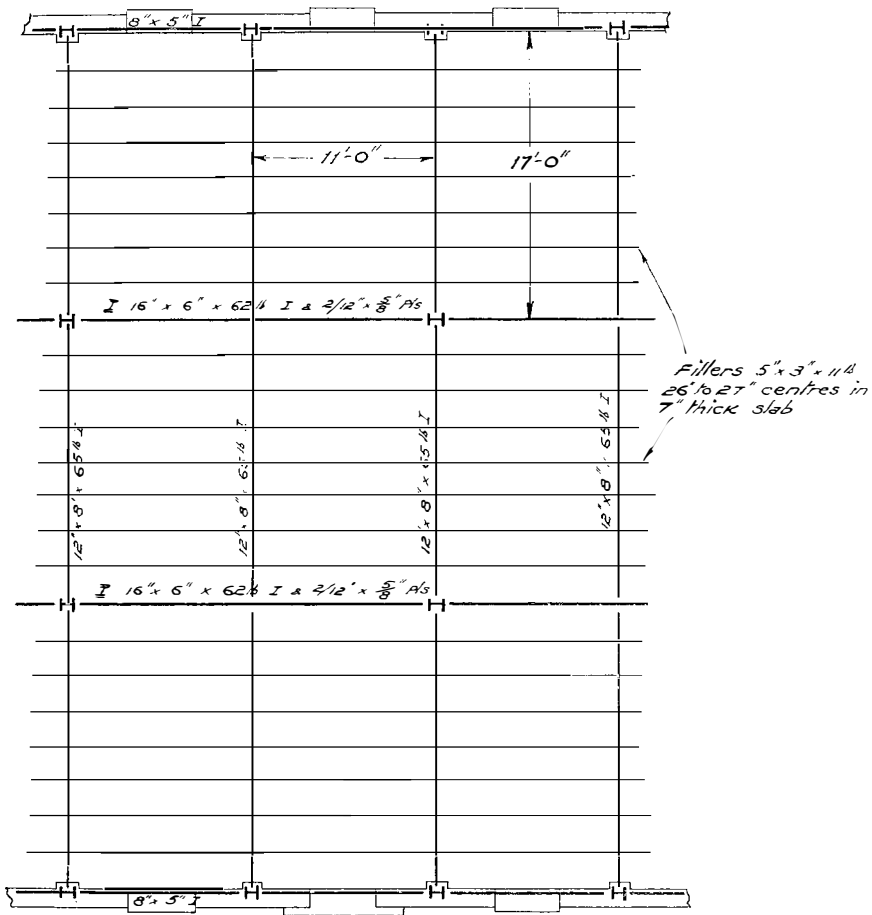 8" x 5" I
11'-0"
17'-0"
I 16" x 6" x 62 lb I & 2/12" x 5/8" Pls
Fillers 5" x 3" x 11 lb
26" to 27" centres in
7" thick slab
12" x 8" x 65 lb I
12" x 8" x 65 lb I
12" x 8" x 65 lb I
12" x 8" x 65 lb I
I 16" x 6" x 62 lb I & 2/12" x 5/8" Pls
8" x 5" I